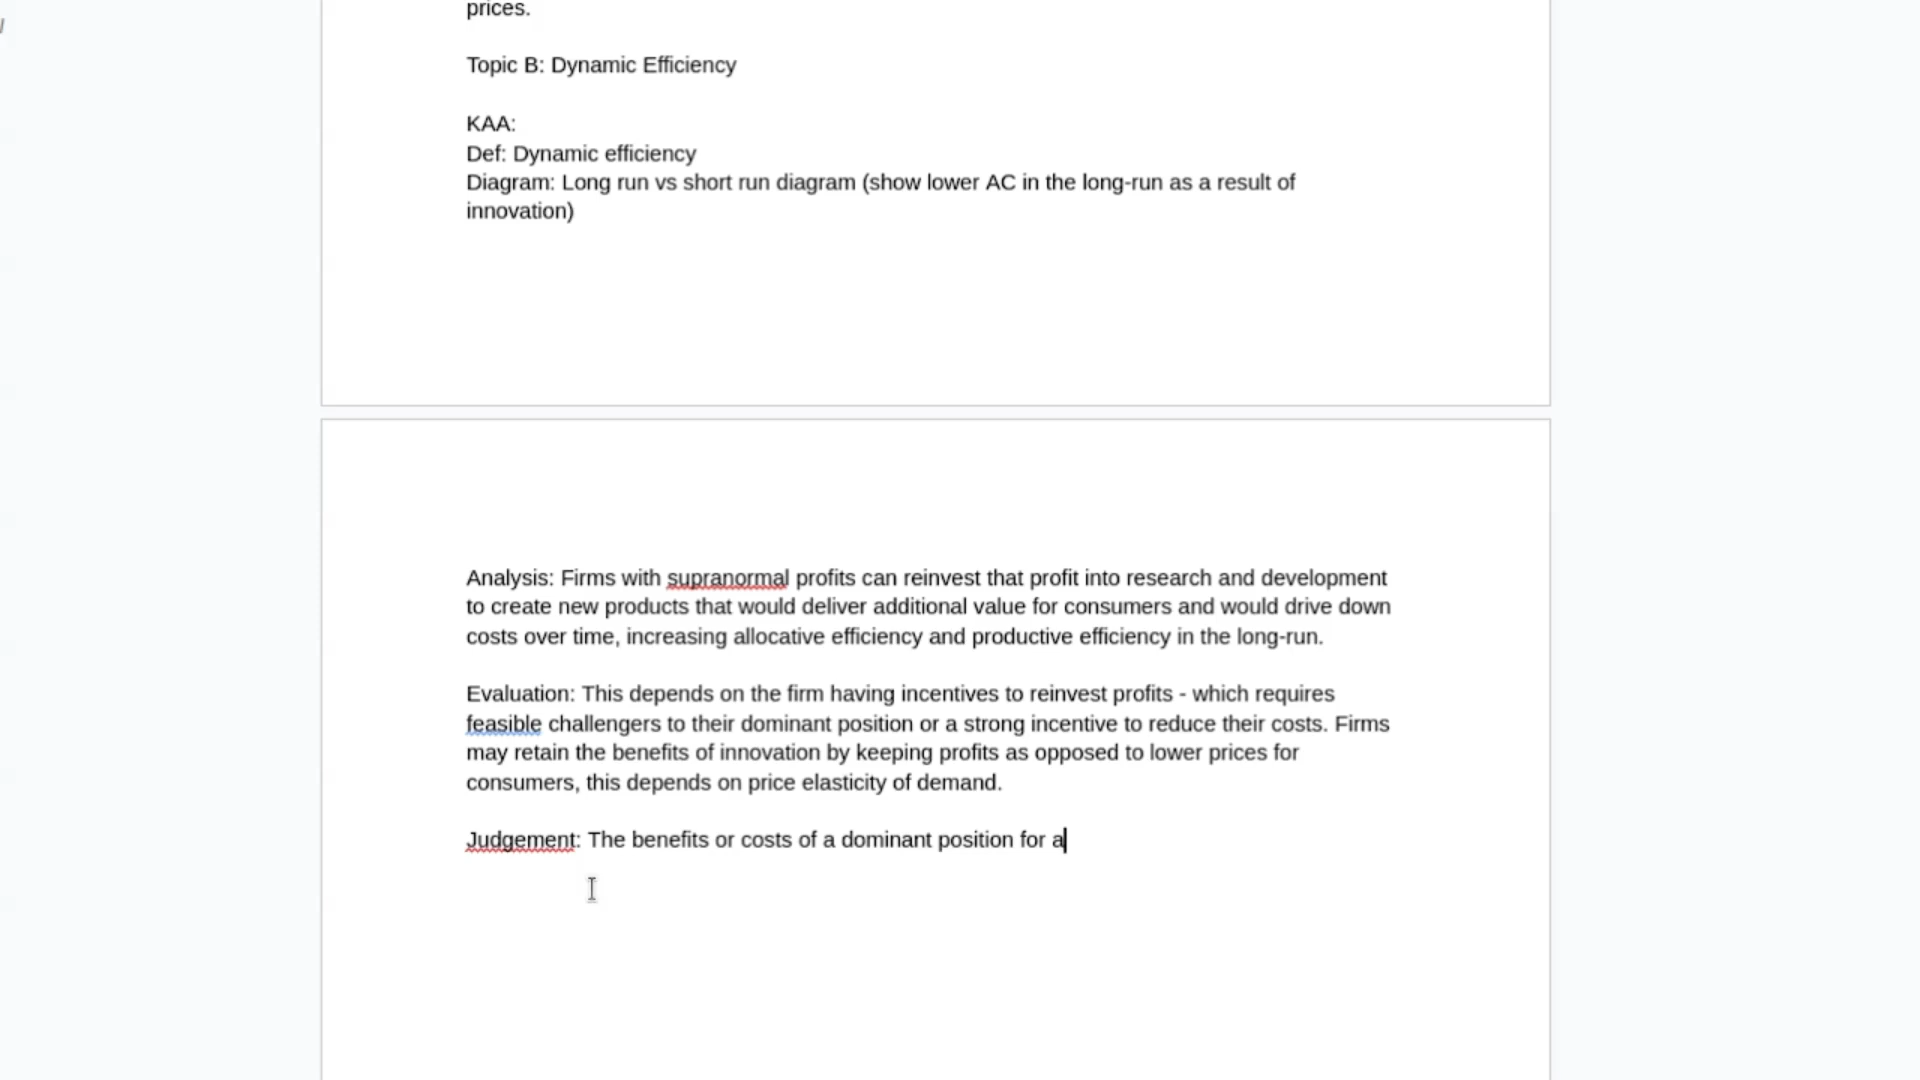 prices.
Topic B: Dynamic Efficiency
KAA:
Def: Dynamic efficiency
Diagram: Long run vs short run diagram (show lower AC in the long-run as a result of
innovation)
Analysis: Firms with supranormal profits can reinvest that profit into research and development
to create new products that would deliver additional value for consumers and would drive down
costs over time, increasing allocative efficiency and productive efficiency in the long-run.
Evaluation: This depends on the firm having incentives to reinvest profits - which requires
feasible challengers to their dominant position or a strong incentive to reduce their costs. Firms
may retain the benefits of innovation by keeping profits as opposed to lower prices for
consumers, this depends on price elasticity of demand.
Judgement: The benefits or costs of a dominant position for a